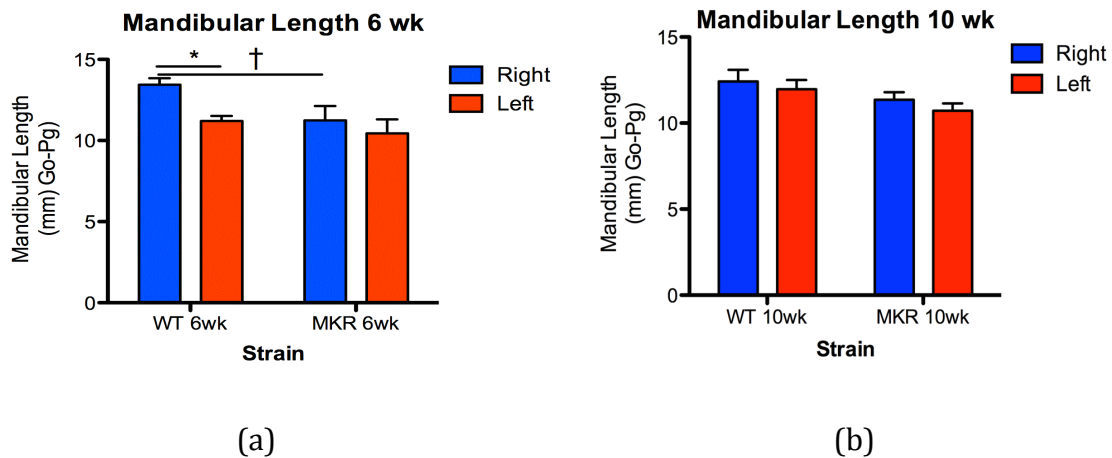 Mandibular Length 6 wk
Mandibular Length
(mm) Go-Pg
15
10
5
0
*
†
Right
Left
WT 6wk
MKR 6wk
Strain
(a)
Mandibular Length 10 wk
Mandibular Length
(mm) Go-Pg
15
10
5
0
Right
Left
WT 10wk
MKR 10wk
Strain
(b)